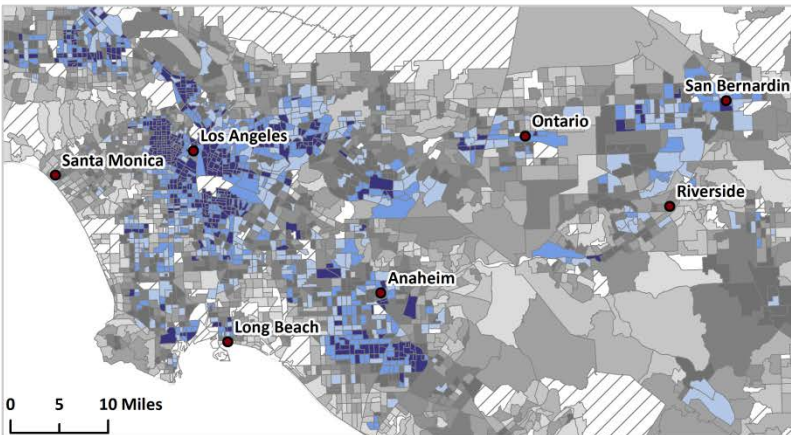 San Bernardin
Ontario
Los Angeles
Santa Monica
Riverside
Anaheim
Long Beach
0 5 10 Miles